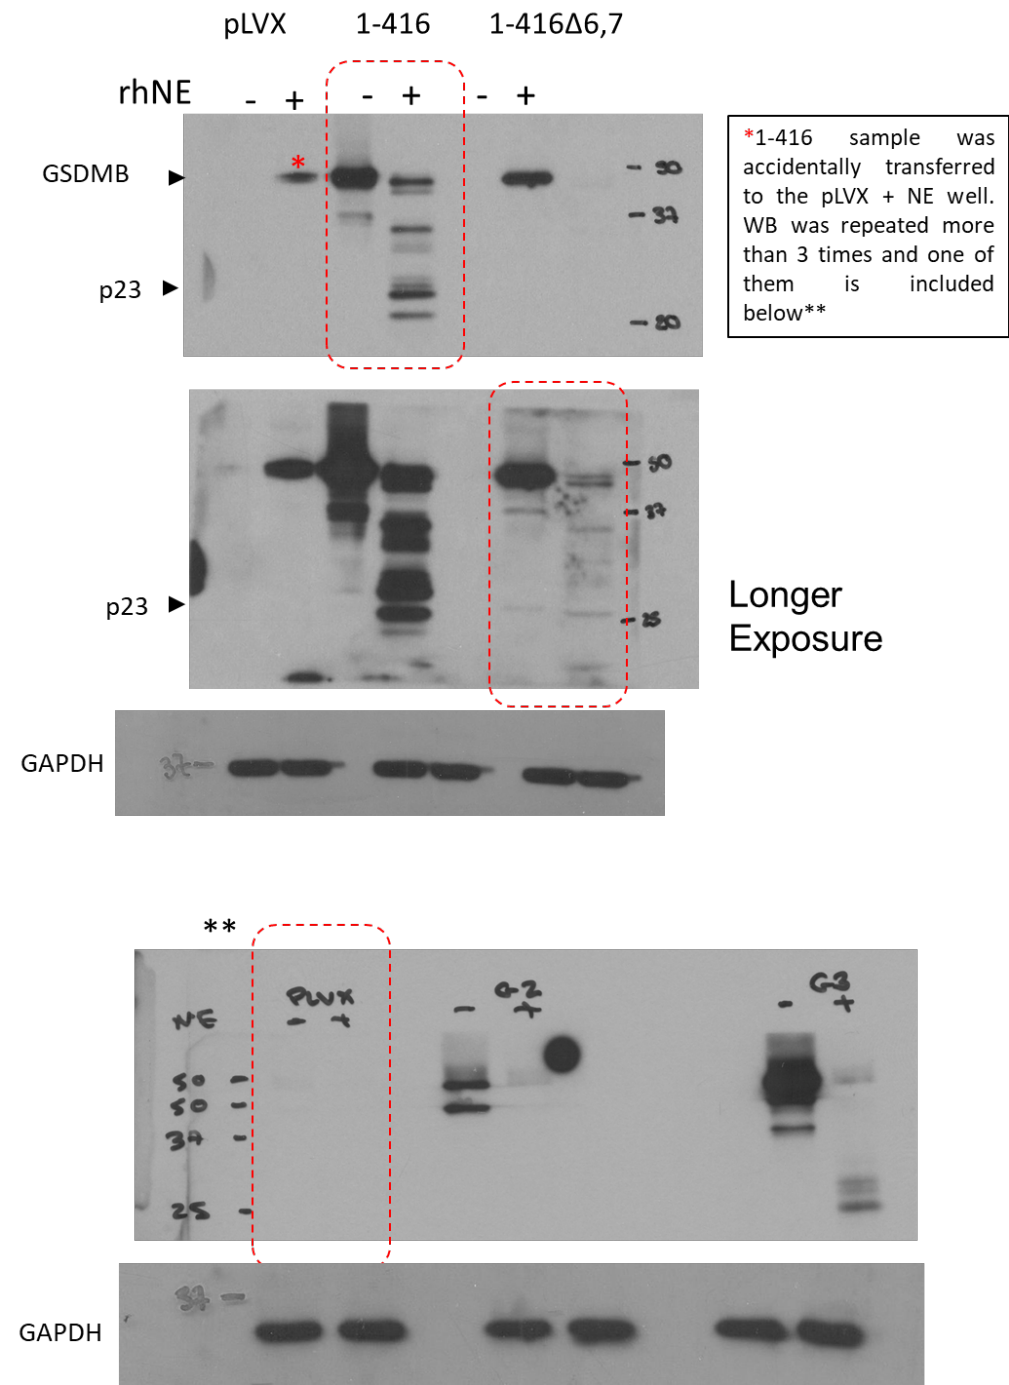 pLVX 1-416 1-416Δ6,7
rhNE - + - + - +
*1-416 sample was
accidentally transferred
to the pLVX + NE well.
WB was repeated more
than 3 times and one of
them is included
below**
*
GSDMB - 50
- 37
p23
- 20
- 50
- 37
p23
- 25
Longer
Exposure
GAPDH 37-
**
PLVX G2 G3
NE - + - + - +
50 -
50 -
37 -
25 -
37 -
GAPDH